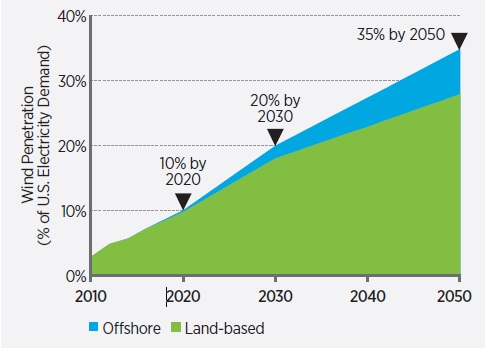 40%
35% by 2050
30%
20% by
2030
20%
10% by
2020
10%
0%
Wind Penetration
(% of U.S. Electricity Demand)
2010 2020 2030 2040 2050
Offshore Land-based